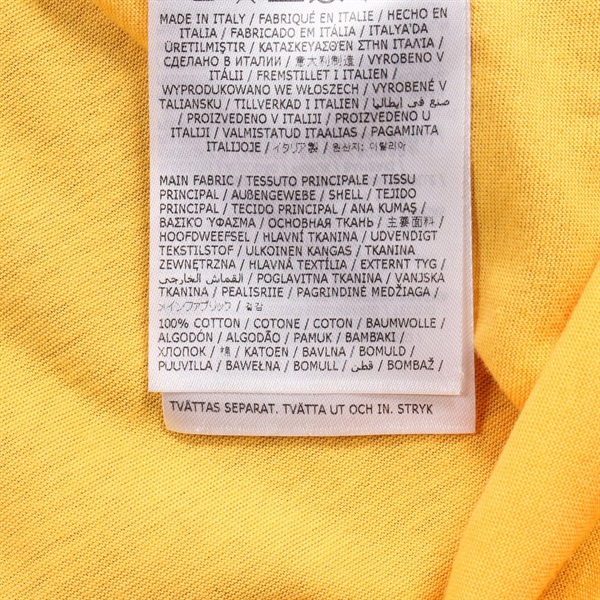 MADE IN ITALY / FABRIQUÉ EN ITALIE / HECHO EN
ITALIA / FABRICADO EM ITÁLIA / ITALYA'DA
ÜRETILMIŞTIR / ΚΑΤΑΣΚΕΥΑΣΘΈΝ ΣΤΗΝ ΙΤΑΛΊΑ /
СДЕЛАНО В ИТАЛИИ / 意大利制造 / VYROBENO V
ITÁLII / FREMSTILLET I ITALIEN /
WYPRODUKOWANO WE WŁOSZECH / VYROBENÉ V
TALIANSKU / TILLVERKAD I ITALIEN / صنع في إيطاليا
/ PROIZVEDENO V ITALIJI / PROIZVEDENO U
ITALIJI / VALMISTATUD ITAALIAS / PAGAMINTA
ITALIJOJE / イタリア製 / 원산지: 이탈리아
MAIN FABRIC / TESSUTO PRINCIPALE / TISSU
PRINCIPAL / AUßENGEWEBE / SHELL / TEJIDO
PRINCIPAL / TECIDO PRINCIPAL / ANA KUMAŞ /
ΒΑΣΙΚΌ ΎΦΑΣΜΑ / ОСНОВНАЯ ТКАНЬ / 主要面料 /
HOOFDWEEFSEL / HLAVNÍ TKANINA / UDVENDIGT
TEKSTILSTOF / ULKOINEN KANGAS / TKANINA
ZEWNĘTRZNA / HLAVNÁ TEXTÍLIA / EXTERNT TYG /
القماش الخارجي / POGLAVITNA TKANINA / VANJSKA
TKANINA / PEALISRIIE / PAGRINDINĖ MEDŽIAGA /
メインファブリック / 겉감
100% COTTON / COTONE / COTON / BAUMWOLLE /
ALGODÓN / ALGODÃO / PAMUK / ΒΑΜΒΆΚΙ /
ХЛОПОК / 棉 / KATOEN / BAVLNA / BOMULD /
PUUVILLA / BAWEŁNA / BOMULL / قطن / BOMBAŽ /
TVÄTTAS SEPARAT. TVÄTTA UT OCH IN. STRYK